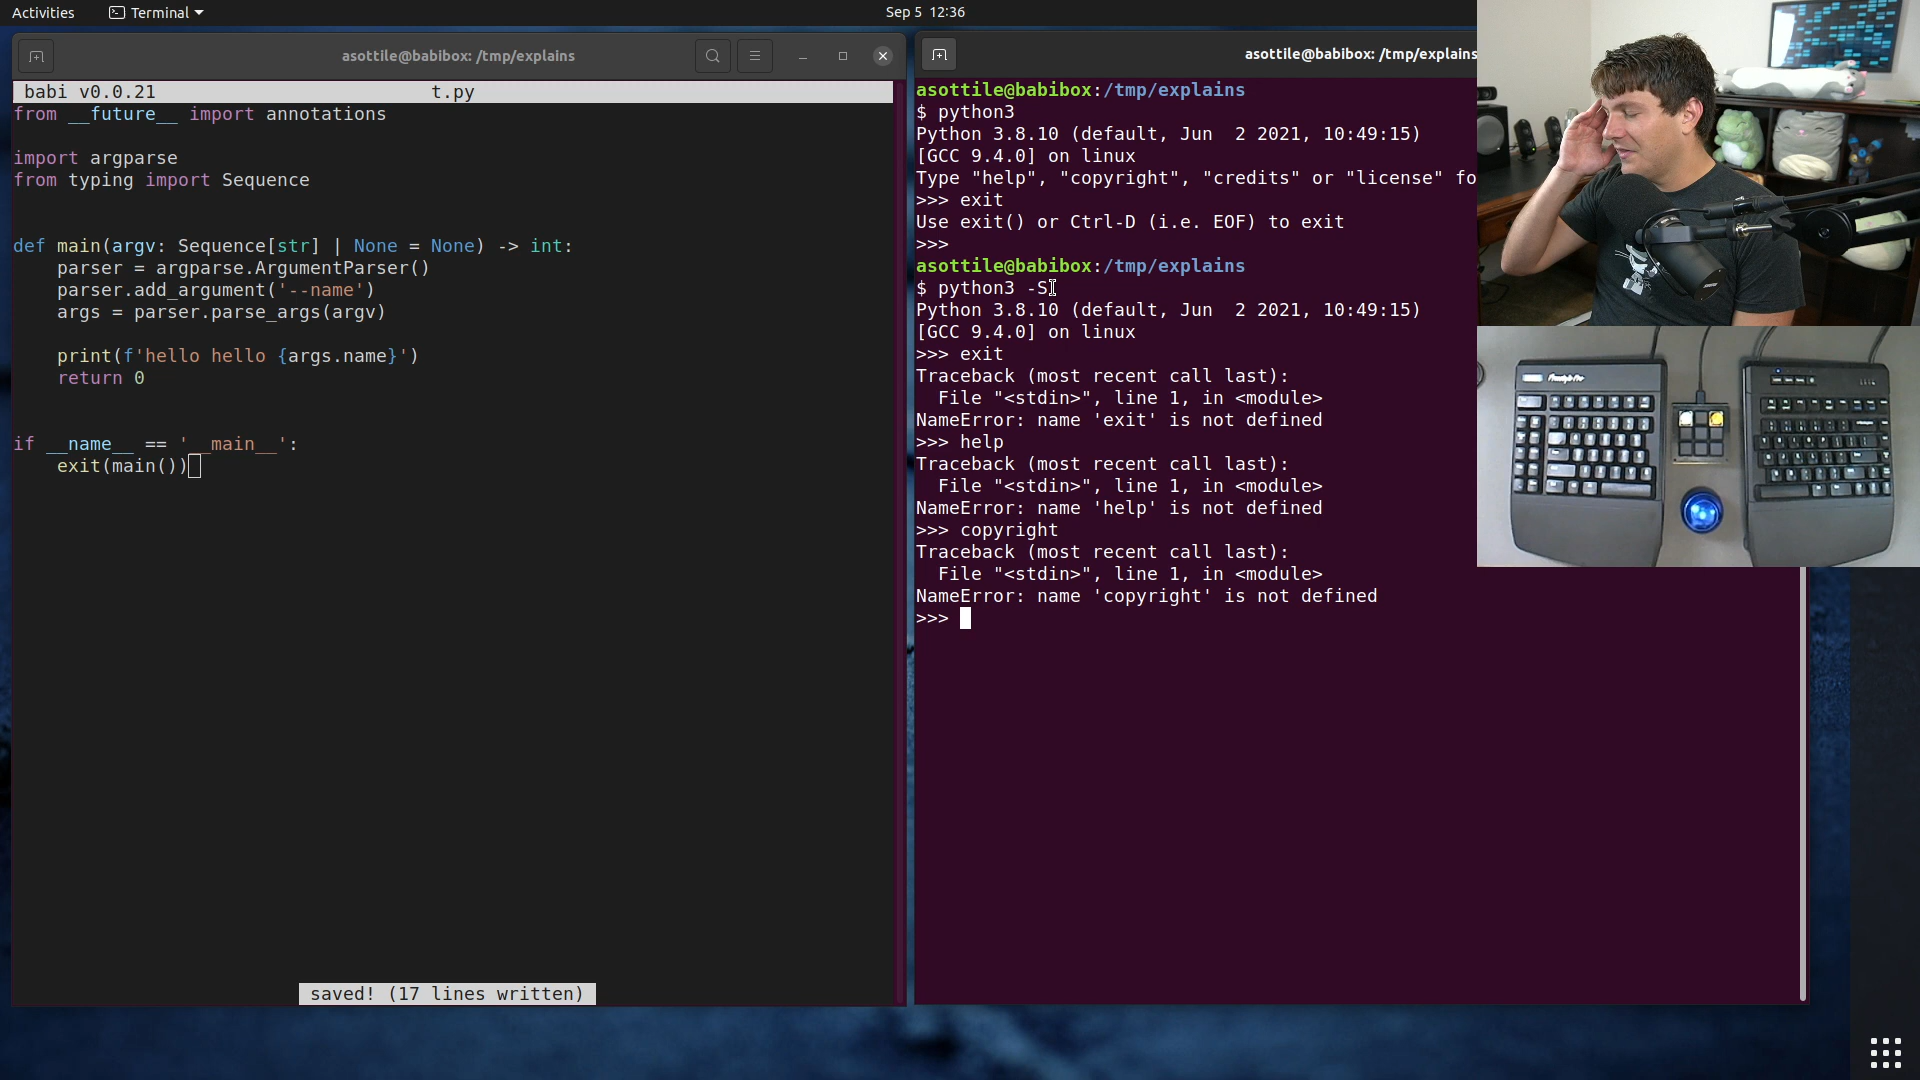 Activities
Terminal
Sep 5 12:36
asottile@babibox: /tmp/explains
babi v0.0.21 t.py
from __future__ import annotations
import argparse
from typing import Sequence
def main(argv: Sequence[str] | None = None) -> int:
    parser = argparse.ArgumentParser()
    parser.add_argument('--name')
    args = parser.parse_args(argv)
    print(f'hello hello {args.name}')
    return 0
if __name__ == '__main__':
    exit(main())
saved! (17 lines written)
asottile@babibox: /tmp/explains
asottile@babibox:/tmp/explains
$ python3
Python 3.8.10 (default, Jun  2 2021, 10:49:15)
[GCC 9.4.0] on linux
Type "help", "copyright", "credits" or "license" fo
>>> exit
Use exit() or Ctrl-D (i.e. EOF) to exit
>>>
asottile@babibox:/tmp/explains
$ python3 -S
Python 3.8.10 (default, Jun  2 2021, 10:49:15)
[GCC 9.4.0] on linux
>>> exit
Traceback (most recent call last):
  File "<stdin>", line 1, in <module>
NameError: name 'exit' is not defined
>>> help
Traceback (most recent call last):
  File "<stdin>", line 1, in <module>
NameError: name 'help' is not defined
>>> copyright
Traceback (most recent call last):
  File "<stdin>", line 1, in <module>
NameError: name 'copyright' is not defined
>>>